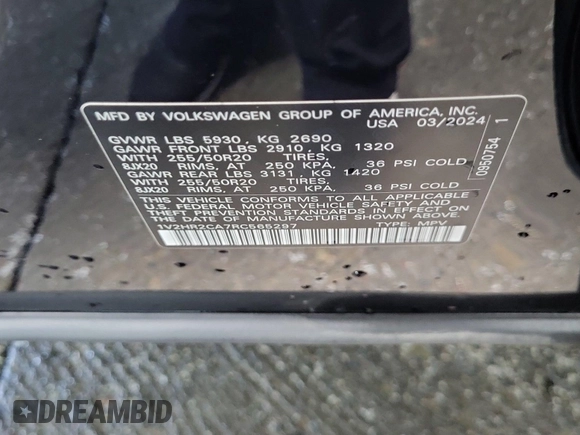 MFD BY VOLKSWAGEN GROUP OF AMERICA, INC.
USA 03/2024
GVWR LBS 5930, KG 2690
GAWR FRONT LBS 2910, KG 1320
WITH 255/50R20 TIRES,
8JX20 RIMS, AT 250 KPA, 36 PSI COLD
GAWR REAR LBS 3131, KG 1420
WITH 255/50R20 TIRES,
8JX20 RIMS, AT 250 KPA, 36 PSI COLD
THIS VEHICLE CONFORMS TO ALL APPLICABLE
U.S. FEDERAL MOTOR VEHICLE SAFETY AND
THEFT PREVENTION STANDARDS IN EFFECT ON
THE DATE OF MANUFACTURE SHOWN ABOVE.
1V2HR2CA7RC565297 TYPE: MPV
0950754 1
DREAMBID